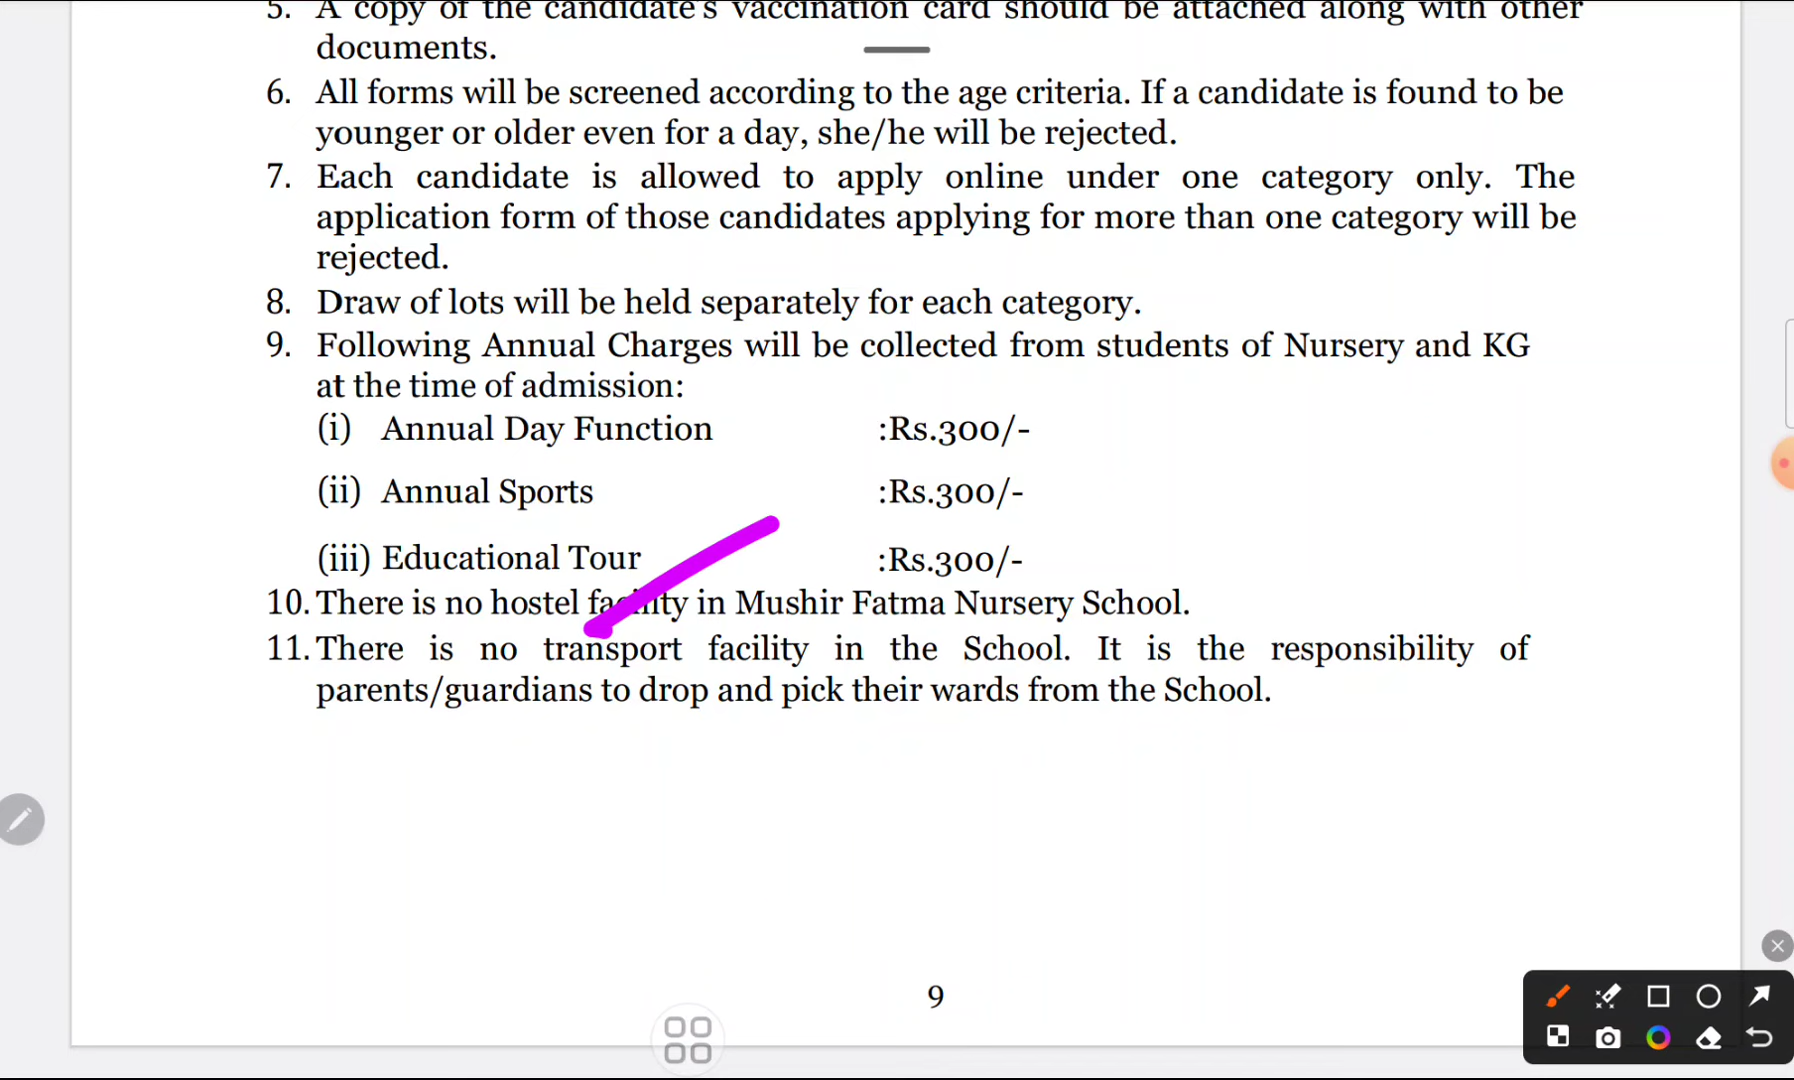 5. A copy of the candidate's vaccination card should be attached along with other
documents.
6. All forms will be screened according to the age criteria. If a candidate is found to be
younger or older even for a day, she/he will be rejected.
7. Each candidate is allowed to apply online under one category only. The
application form of those candidates applying for more than one category will be
rejected.
8. Draw of lots will be held separately for each category.
9. Following Annual Charges will be collected from students of Nursery and KG
at the time of admission:
(i) Annual Day Function :Rs.300/-
(ii) Annual Sports :Rs.300/-
(iii) Educational Tour :Rs.300/-
10. There is no hostel facility in Mushir Fatma Nursery School.
11. There is no transport facility in the School. It is the responsibility of
parents/guardians to drop and pick their wards from the School.
9